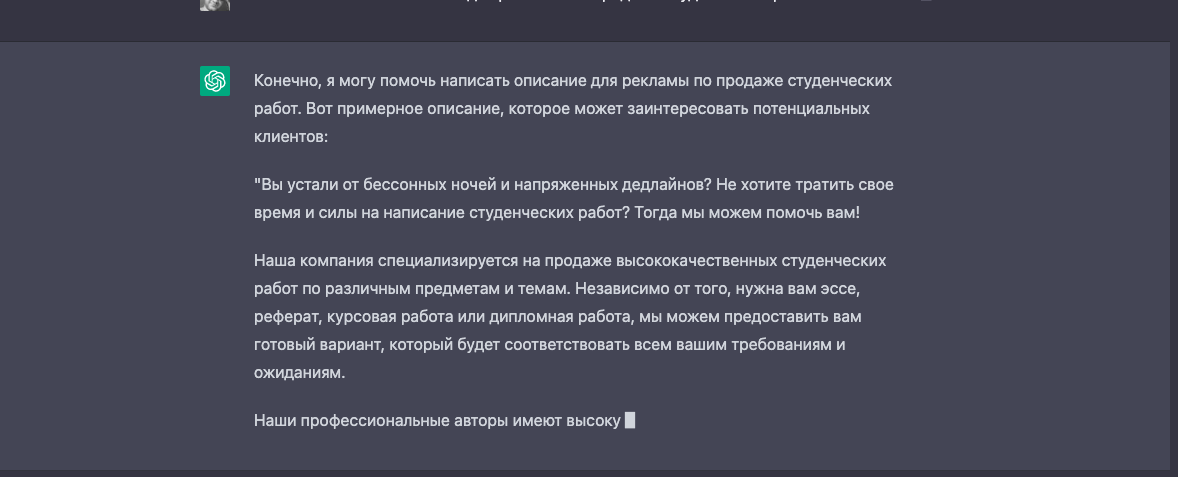 Конечно, я могу помочь написать описание для рекламы по продаже студенческих
работ. Вот примерное описание, которое может заинтересовать потенциальных
клиентов:
"Вы устали от бессонных ночей и напряженных дедлайнов? Не хотите тратить свое
время и силы на написание студенческих работ? Тогда мы можем помочь вам!
Наша компания специализируется на продаже высококачественных студенческих
работ по различным предметам и темам. Независимо от того, нужна вам эссе,
реферат, курсовая работа или дипломная работа, мы можем предоставить вам
готовый вариант, который будет соответствовать всем вашим требованиям и
ожиданиям.
Наши профессиональные авторы имеют высоку